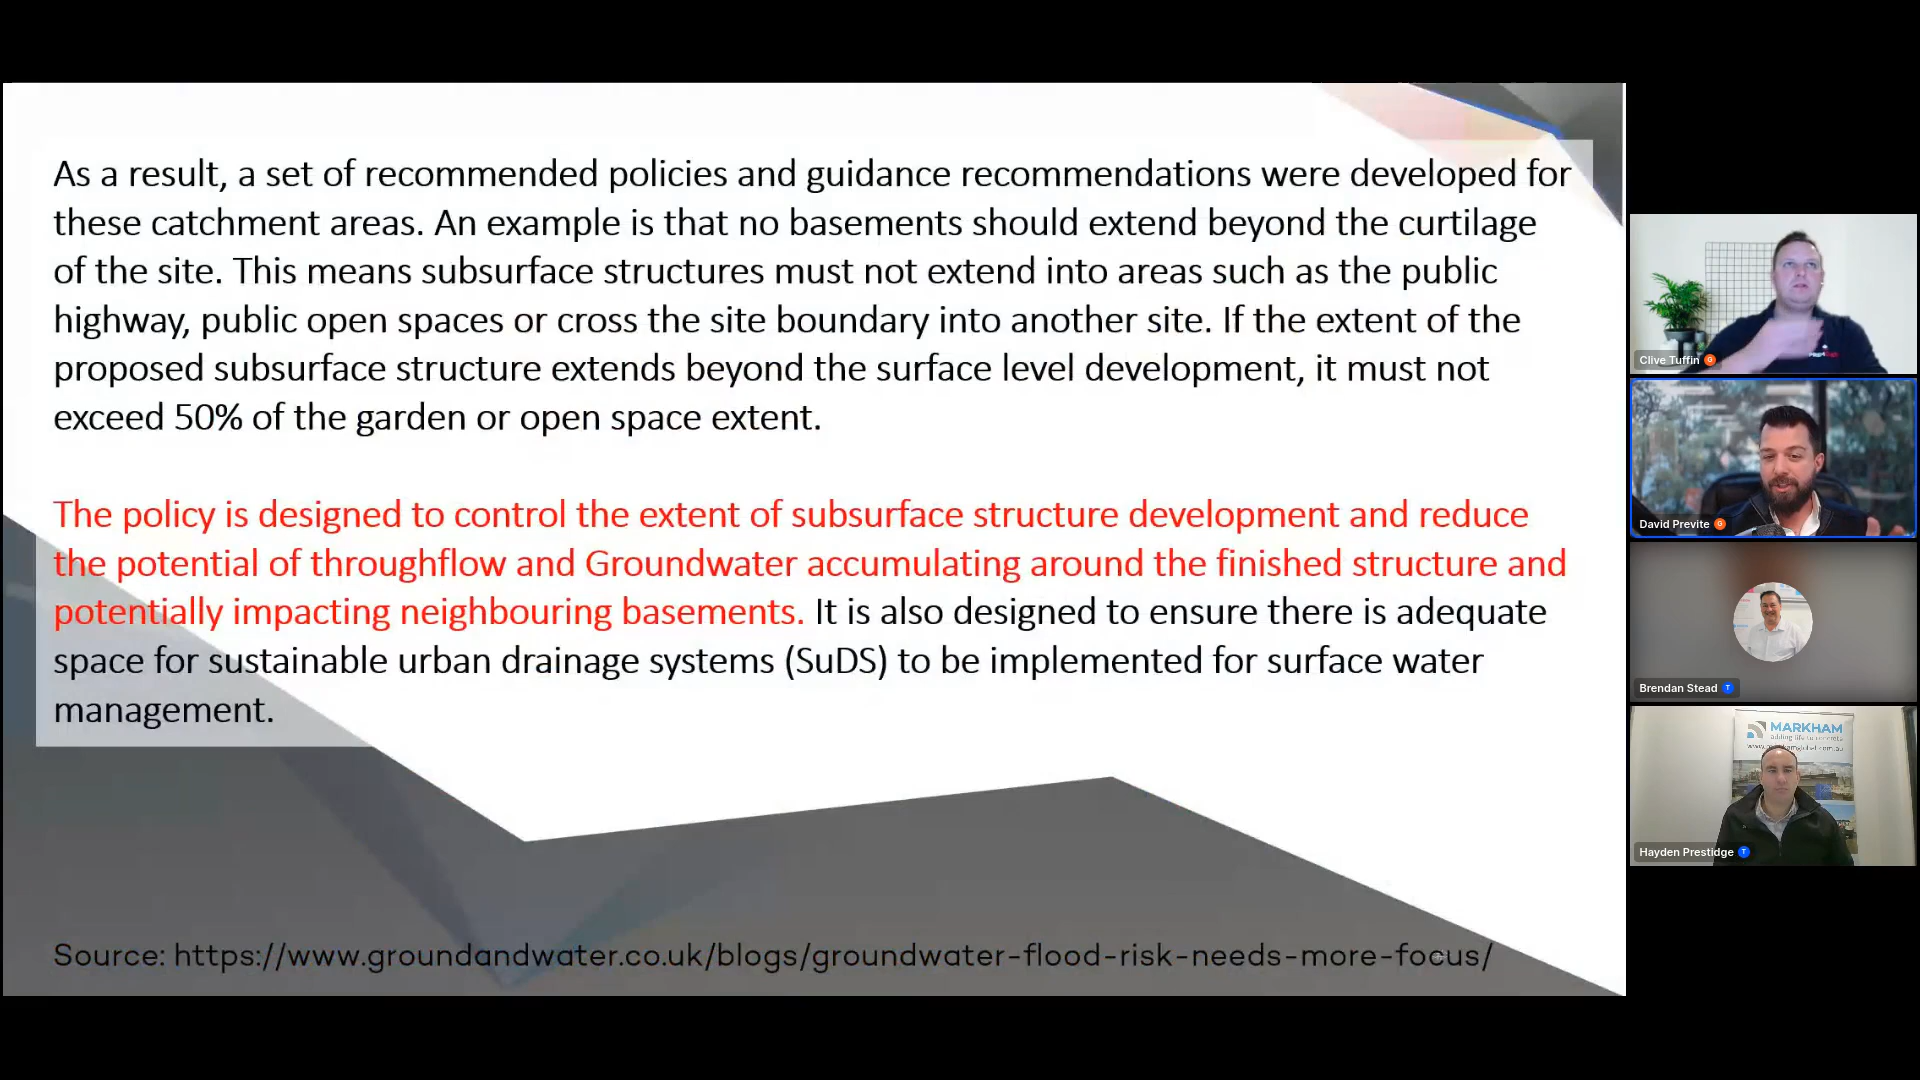 As a result, a set of recommended policies and guidance recommendations were developed for
these catchment areas. An example is that no basements should extend beyond the curtilage
of the site. This means subsurface structures must not extend into areas such as the public
highway, public open spaces or cross the site boundary into another site. If the extent of the
proposed subsurface structure extends beyond the surface level development, it must not
exceed 50% of the garden or open space extent.
The policy is designed to control the extent of subsurface structure development and reduce
the potential of throughflow and Groundwater accumulating around the finished structure and
potentially impacting neighbouring basements. It is also designed to ensure there is adequate
space for sustainable urban drainage systems (SuDS) to be implemented for surface water
management.
Source: https://www.groundandwater.co.uk/blogs/groundwater-flood-risk-needs-more-focus/
Clive Tuffin G
David Previte G
Brendan Stead T
MARKHAM
adding life to concrete
Hayden Prestidge T